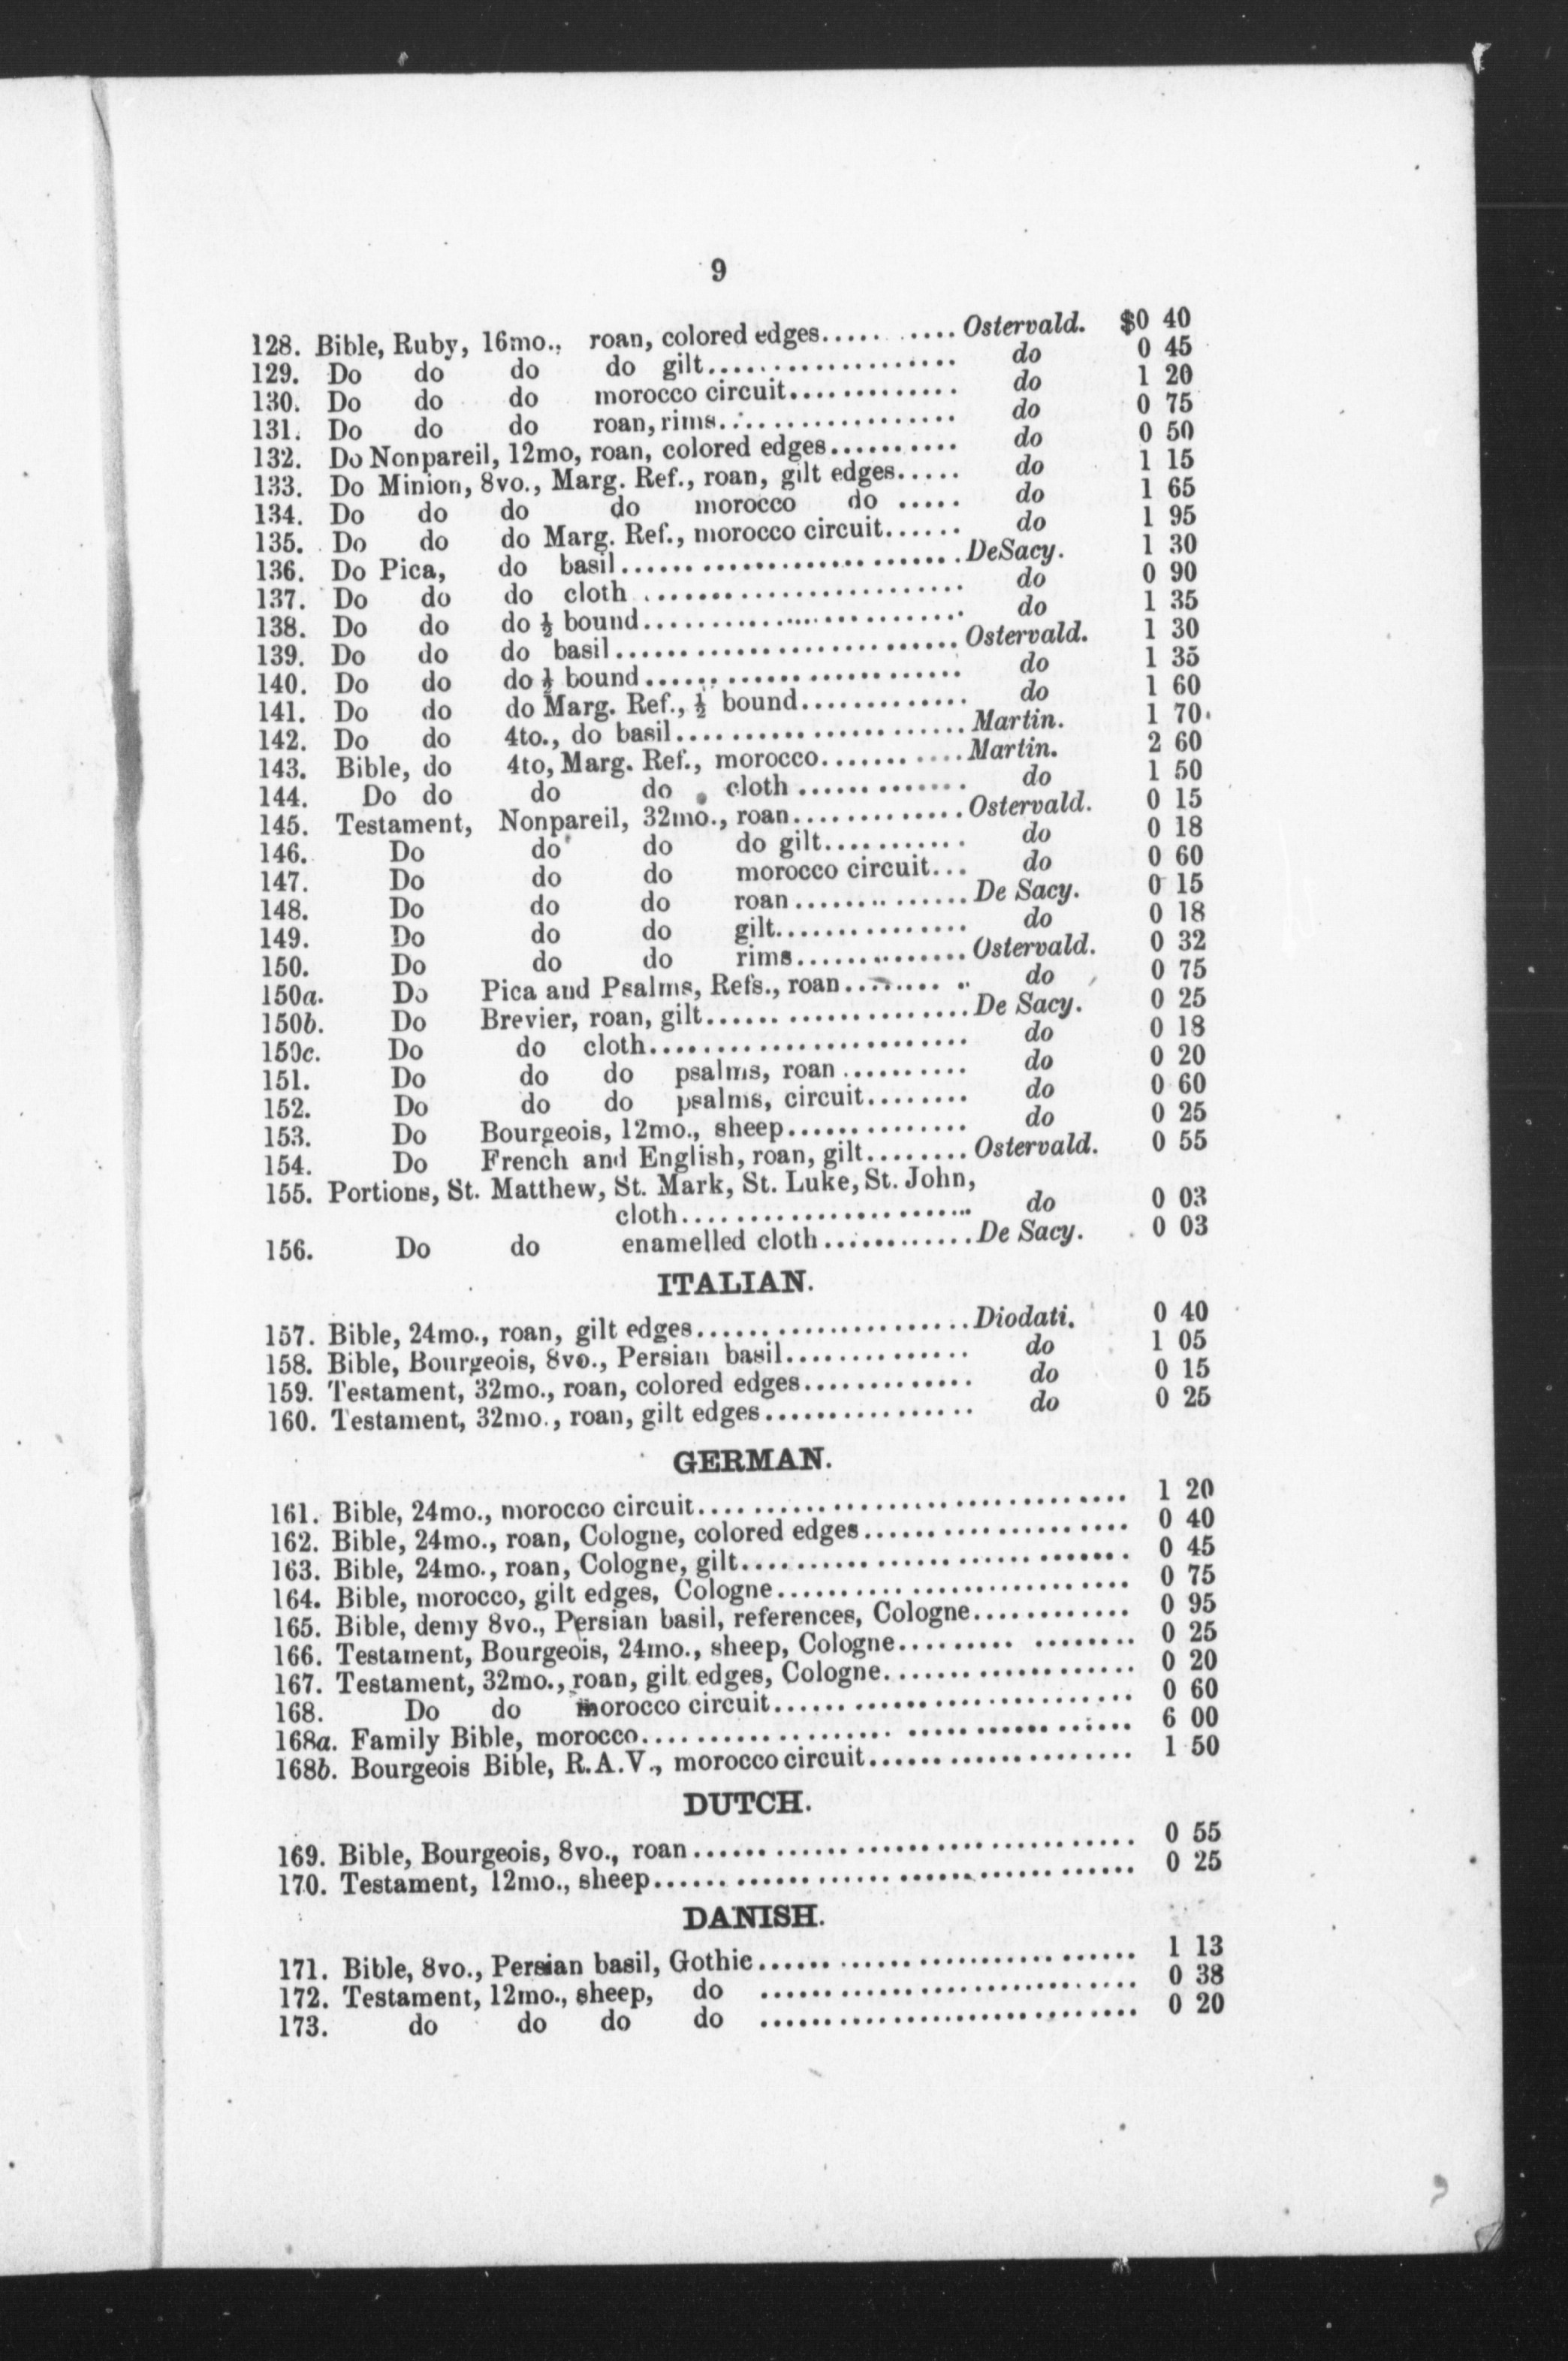 9
128. Bible, Ruby, 16mo., roan, colored edges.......... Ostervald. $0 40
129. Do do do do gilt.................... do 0 45
130. Do do do morocco circuit............. do 1 20
131. Do do do roan, rims................... do 0 75
132. Do Nonpareil, 12mo, roan, colored edges.......... do 0 50
133. Do Minion, 8vo., Marg. Ref., roan, gilt edges..... do 1 15
134. Do do do do morocco do ..... do 1 65
135. Do do do Marg. Ref., morocco circuit...... do 1 95
136. Do Pica, do basil.......................... DeSacy. 1 30
137. Do do do cloth ......................... do 0 90
138. Do do do ½ bound......................... do 1 35
139. Do do do basil.......................... Ostervald. 1 30
140. Do do do ½ bound........................ do 1 35
141. Do do do Marg. Ref., ½ bound............. do 1 60
142. Do do 4to., do basil...................... Martin. 1 70
143. Bible, do 4to, Marg. Ref., morocco........... Martin. 2 60
144. Do do do do cloth ............. do 1 50
145. Testament, Nonpareil, 32mo., roan............. Ostervald. 0 15
146. Do do do do gilt........... do 0 18
147. Do do do morocco circuit... do 0 60
148. Do do do roan............. De Sacy. 0 15
149. Do do do gilt............... do 0 18
150. Do do do rims............. Ostervald. 0 32
150a. Do Pica and Psalms, Refs., roan.......... do 0 75
150b. Do Brevier, roan, gilt.................... De Sacy. 0 25
150c. Do do cloth......................... do 0 18
151. Do do do psalms, roan .......... do 0 20
152. Do do do psalms, circuit........ do 0 60
153. Do Bourgeois, 12mo., sheep.............. do 0 25
154. Do French and English, roan, gilt........ Ostervald. 0 55
155. Portions, St. Matthew, St. Mark, St. Luke, St. John,
cloth....................... do 0 03
156. Do do enamelled cloth............ De Sacy. 0 03
ITALIAN.
157. Bible, 24mo., roan, gilt edges..................... Diodati. 0 40
158. Bible, Bourgeois, 8vo., Persian basil.............. do 1 05
159. Testament, 32mo., roan, colored edges............. do 0 15
160. Testament, 32mo., roan, gilt edges................ do 0 25
GERMAN.
161. Bible, 24mo., morocco circuit.................................. 1 20
162. Bible, 24mo., roan, Cologne, colored edges..................... 0 40
163. Bible, 24mo., roan, Cologne, gilt.............................. 0 45
164. Bible, morocco, gilt edges, Cologne........................... 0 75
165. Bible, demy 8vo., Persian basil, references, Cologne............ 0 95
166. Testament, Bourgeois, 24mo., sheep, Cologne................. 0 25
167. Testament, 32mo., roan, gilt edges, Cologne................... 0 20
168. Do do morocco circuit............................ 0 60
168a. Family Bible, morocco...................................... 6 00
168b. Bourgeois Bible, R.A.V., morocco circuit..................... 1 50
DUTCH.
169. Bible, Bourgeois, 8vo., roan................................... 0 55
170. Testament, 12mo., sheep...................................... 0 25
DANISH.
171. Bible, 8vo., Persian basil, Gothic.............................. 1 13
172. Testament, 12mo., sheep, do .............................. 0 38
173. do do do do .............................. 0 20